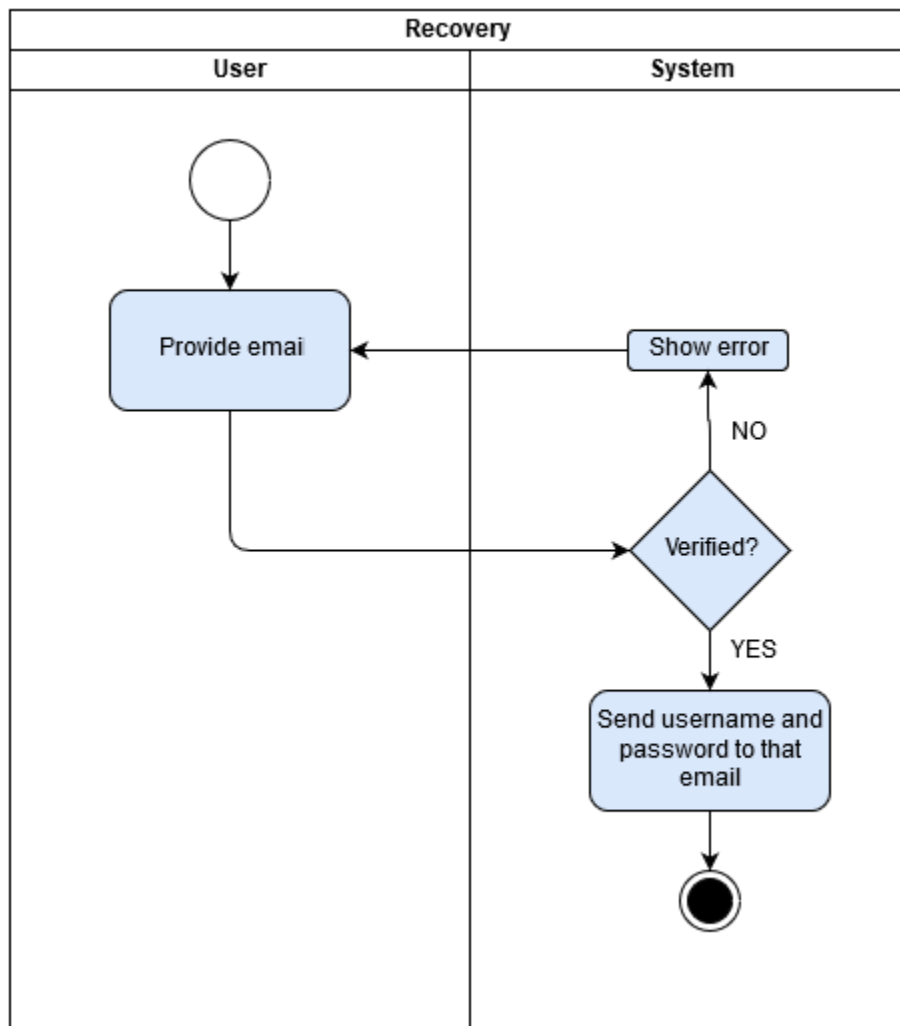 Recovery
User
System
Provide emai
Show error
NO
Verified?
YES
Send username and
password to that
email